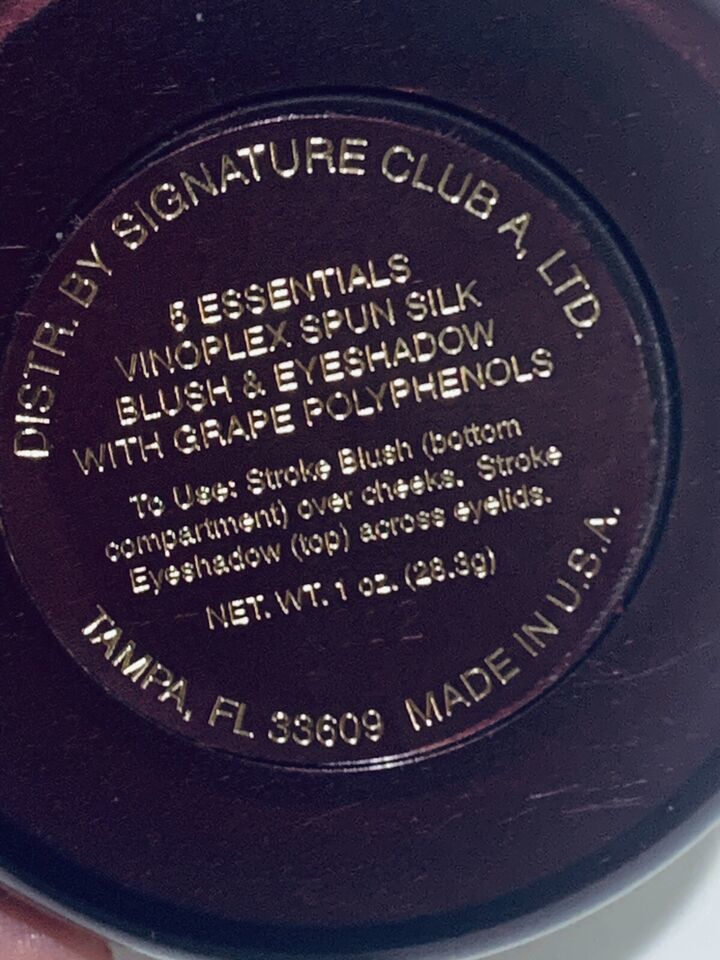 DISTR. BY SIGNATURE CLUB A, LTD.
5 ESSENTIALS
VINOPLEX SPUN SILK
BLUSH & EYESHADOW
WITH GRAPE POLYPHENOLS
To Use: Stroke Blush (bottom
compartment) over cheeks. Stroke
Eyeshadow (top) across eyelids.
NET. WT. 1 oz. (28.3g)
TAMPA, FL 33609 MADE IN U.S.A.